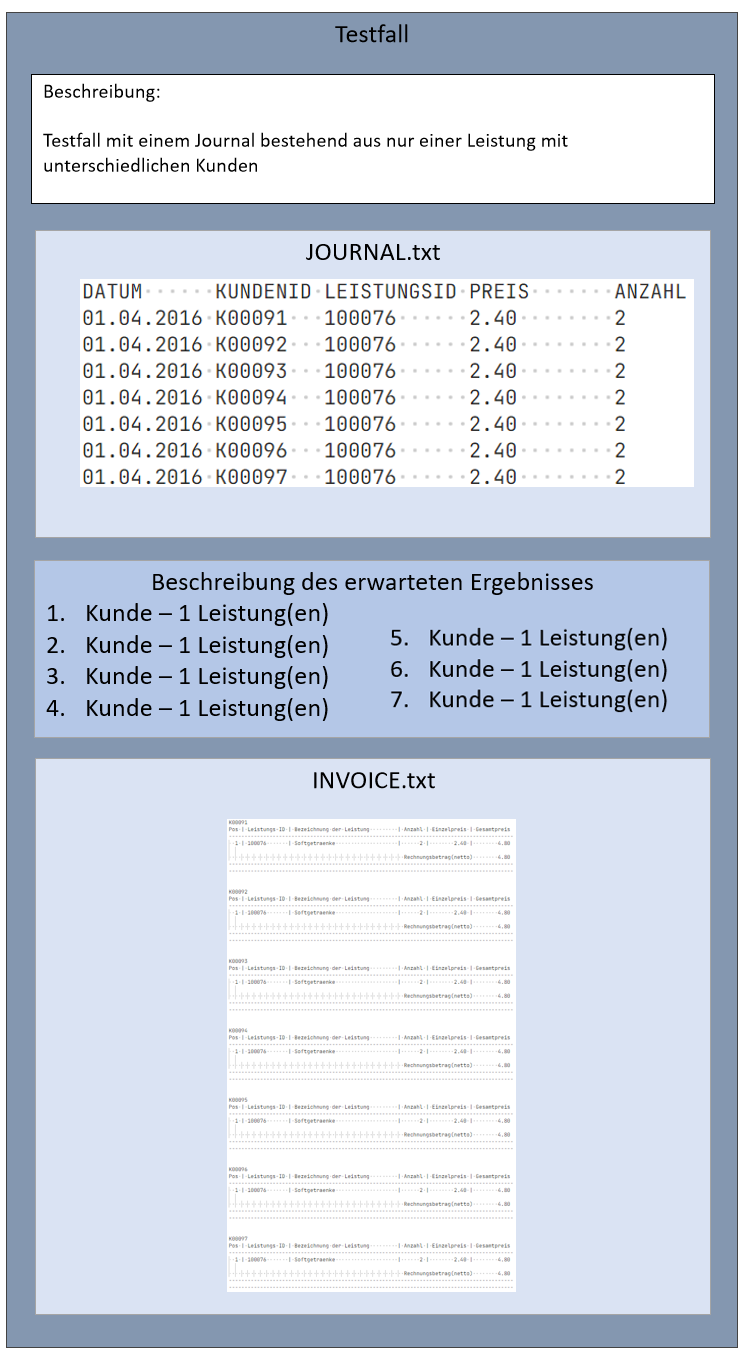 Testfall
Beschreibung:
Testfall mit einem Journal bestehend aus nur einer Leistung mit
unterschiedlichen Kunden
JOURNAL.txt
DATUM KUNDENID LEISTUNGSID PREIS ANZAHL
01.04.2016 K00091 100076 2.40 2
01.04.2016 K00092 100076 2.40 2
01.04.2016 K00093 100076 2.40 2
01.04.2016 K00094 100076 2.40 2
01.04.2016 K00095 100076 2.40 2
01.04.2016 K00096 100076 2.40 2
01.04.2016 K00097 100076 2.40 2
Beschreibung des erwarteten Ergebnisses
1. Kunde – 1 Leistung(en)
2. Kunde – 1 Leistung(en)
3. Kunde – 1 Leistung(en)
4. Kunde – 1 Leistung(en)
5. Kunde – 1 Leistung(en)
6. Kunde – 1 Leistung(en)
7. Kunde – 1 Leistung(en)
INVOICE.txt
K00091
Pos | Leistungs-ID | Bezeichnung der Leistung | Anzahl | Einzelpreis | Gesamtpreis
1 | 100076 | Softgetraenke | 2 | 2.40 | 4.80
Rechnungsbetrag(netto) 4.80
K00092
Pos | Leistungs-ID | Bezeichnung der Leistung | Anzahl | Einzelpreis | Gesamtpreis
1 | 100076 | Softgetraenke | 2 | 2.40 | 4.80
Rechnungsbetrag(netto) 4.80
K00093
Pos | Leistungs-ID | Bezeichnung der Leistung | Anzahl | Einzelpreis | Gesamtpreis
1 | 100076 | Softgetraenke | 2 | 2.40 | 4.80
Rechnungsbetrag(netto) 4.80
K00094
Pos | Leistungs-ID | Bezeichnung der Leistung | Anzahl | Einzelpreis | Gesamtpreis
1 | 100076 | Softgetraenke | 2 | 2.40 | 4.80
Rechnungsbetrag(netto) 4.80
K00095
Pos | Leistungs-ID | Bezeichnung der Leistung | Anzahl | Einzelpreis | Gesamtpreis
1 | 100076 | Softgetraenke | 2 | 2.40 | 4.80
Rechnungsbetrag(netto) 4.80
K00096
Pos | Leistungs-ID | Bezeichnung der Leistung | Anzahl | Einzelpreis | Gesamtpreis
1 | 100076 | Softgetraenke | 2 | 2.40 | 4.80
Rechnungsbetrag(netto) 4.80
K00097
Pos | Leistungs-ID | Bezeichnung der Leistung | Anzahl | Einzelpreis | Gesamtpreis
1 | 100076 | Softgetraenke | 2 | 2.40 | 4.80
Rechnungsbetrag(netto) 4.80